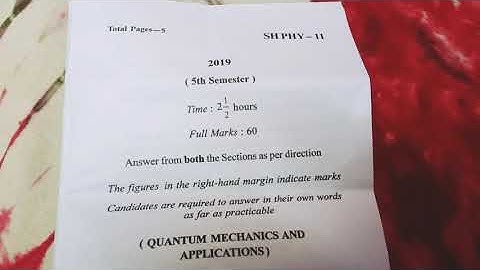 Total Pages—5 SH PHY – 11
2019
( 5th Semester )
Time : 2 1/2 hours
Full Marks : 60
Answer from both the Sections as per direction
The figures in the right-hand margin indicate marks
Candidates are required to answer in their own words
as far as practicable
( QUANTUM MECHANICS AND
APPLICATIONS )